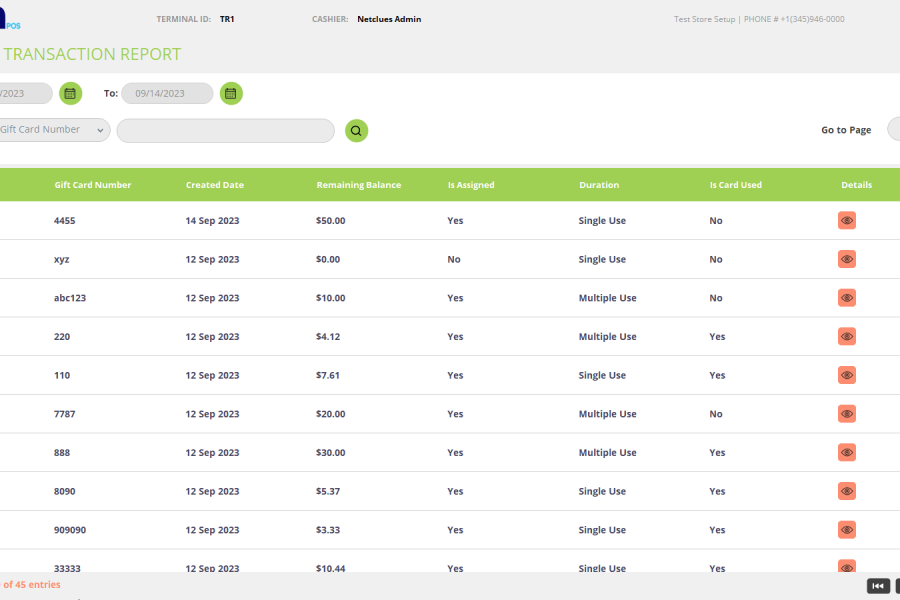 POS
TERMINAL ID: TR1 CASHIER: Netclues Admin Test Store Setup | PHONE # +1(345)946-0000
TRANSACTION REPORT
/2023 To: 09/14/2023
Gift Card Number Go to Page
Gift Card Number Created Date Remaining Balance Is Assigned Duration Is Card Used Details
4455 14 Sep 2023 $50.00 Yes Single Use No
xyz 12 Sep 2023 $0.00 No Single Use No
abc123 12 Sep 2023 $10.00 Yes Multiple Use No
220 12 Sep 2023 $4.12 Yes Multiple Use Yes
110 12 Sep 2023 $7.61 Yes Single Use Yes
7787 12 Sep 2023 $20.00 Yes Multiple Use No
888 12 Sep 2023 $30.00 Yes Multiple Use Yes
8090 12 Sep 2023 $5.37 Yes Single Use Yes
909090 12 Sep 2023 $3.33 Yes Single Use Yes
33333 12 Sep 2023 $10.44 Yes Single Use Yes
of 45 entries